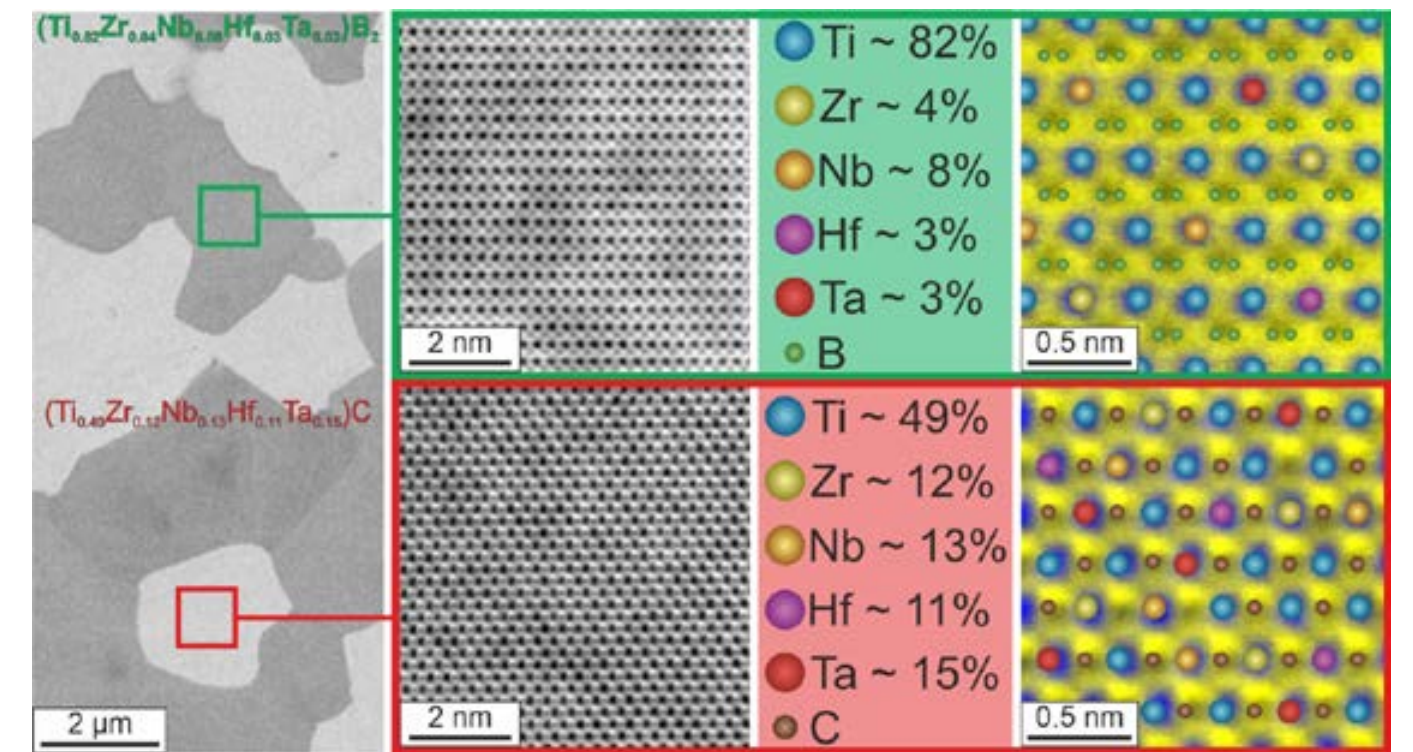 (Ti₀.₈₂Zr₀.₀₄Nb₀.₀₈Hf₀.₀₃Ta₀.₀₃)B₂
2 nm
Ti ~ 82%
Zr ~ 4%
Nb ~ 8%
Hf ~ 3%
Ta ~ 3%
B
0.5 nm
(Ti₀.₄₉Zr₀.₁₂Nb₀.₁₃Hf₀.₁₁Ta₀.₁₅)C
2 µm
2 nm
Ti ~ 49%
Zr ~ 12%
Nb ~ 13%
Hf ~ 11%
Ta ~ 15%
C
0.5 nm